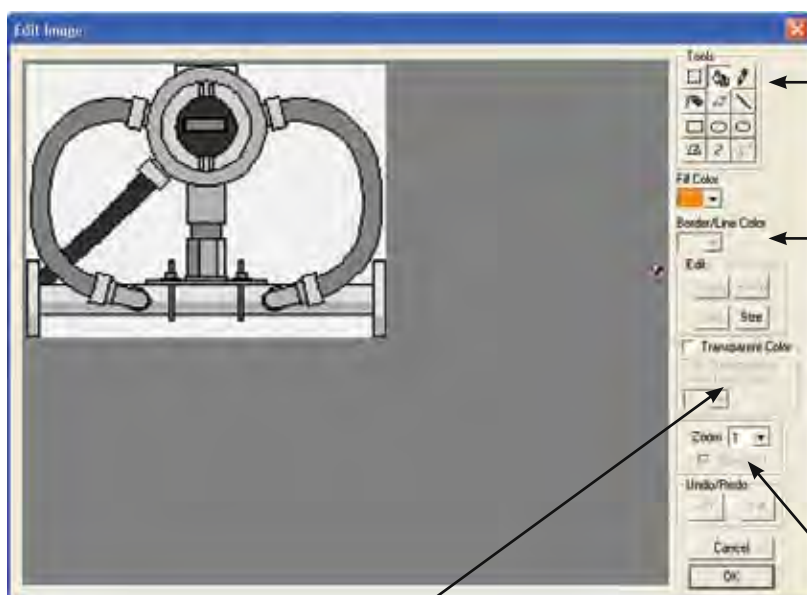 Edit Image
Tools
Fill Color
Border/Line Color
Edit
Size
Transparent Color
Zoom 1
Undo/Redo
Cancel
OK